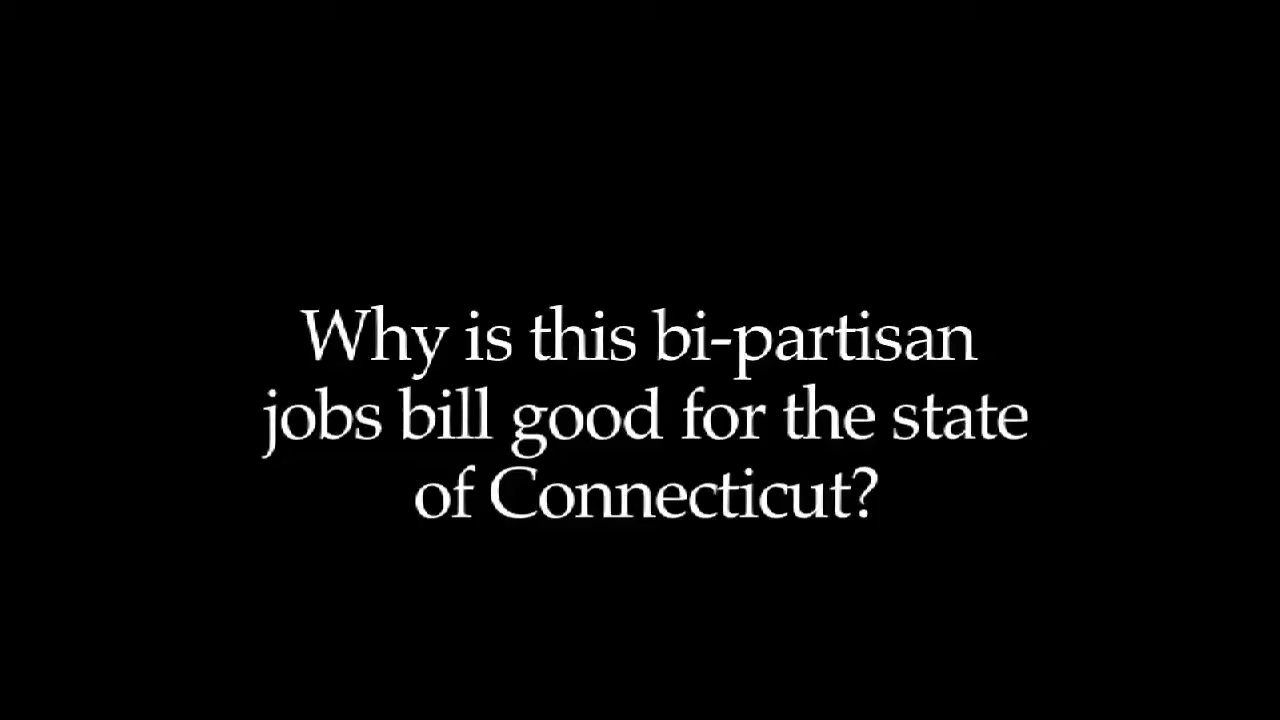 Why is this bi-partisan
jobs bill good for the state
of Connecticut?